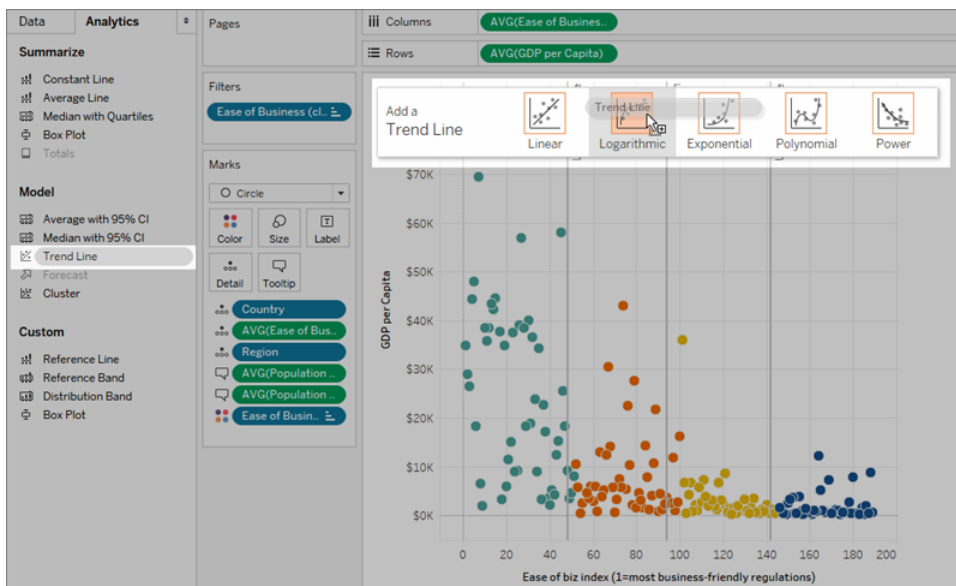 Data
Analytics
Summarize
Constant Line
Average Line
Median with Quartiles
Box Plot
Totals
Model
Average with 95% CI
Median with 95% CI
Trend Line
Forecast
Cluster
Custom
Reference Line
Reference Band
Distribution Band
Box Plot
Pages
Filters
Ease of Business (cl..
Marks
Circle
Color
Size
Label
Detail
Tooltip
Country
AVG(Ease of Bus..
Region
AVG(Population ..
AVG(Population ..
Ease of Busin..
Columns
AVG(Ease of Busines..
Rows
AVG(GDP per Capita)
Add a
Trend Line
Trend Line
Linear
Logarithmic
Exponential
Polynomial
Power
GDP per Capita
$70K
$60K
$50K
$40K
$30K
$20K
$10K
$0K
0 20 40 60 80 100 120 140 160 180 200
Ease of biz index (1=most business-friendly regulations)